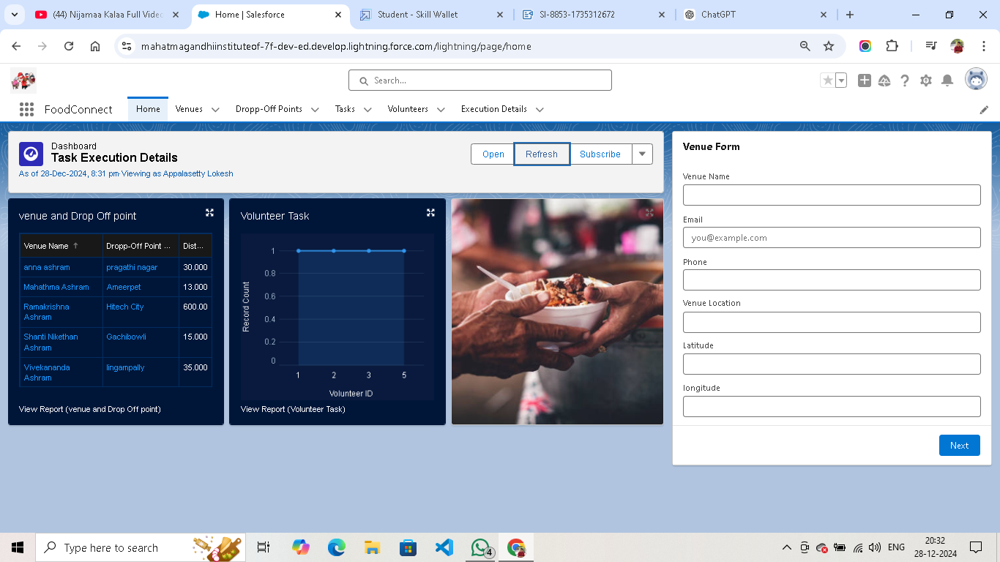 (44) Nijamaa Kalaa Full Video
Home | Salesforce
Student - Skill Wallet
SI-8853-1735312672
ChatGPT
mahatmagandhiinstituteof-7f-dev-ed.develop.lightning.force.com/lightning/page/home
Search...
FoodConnect
Home
Venues
Dropp-Off Points
Tasks
Volunteers
Execution Details
Dashboard
Task Execution Details
As of 28-Dec-2024, 8:31 pm·Viewing as Appalasetty Lokesh
Open
Refresh
Subscribe
venue and Drop Off point
Venue Name ↑ Dropp-Off Point ... Dist...
anna ashram pragathi nagar 30.000
Mahathma Ashram Ameerpet 13.000
Ramakrishna Hitech City 600.00
Ashram
Shanti Nikethan Gachibowli 15.000
Ashram
Vivekananda lingampally 35.000
Ashram
View Report (venue and Drop Off point)
Volunteer Task
Record Count
1
0.8
0.6
0.4
0.2
0
1 2 3 5
Volunteer ID
View Report (Volunteer Task)
Venue Form
Venue Name
Email
you@example.com
Phone
Venue Location
Latitude
longitude
Next
Type here to search
4
ENG
20:32
28-12-2024